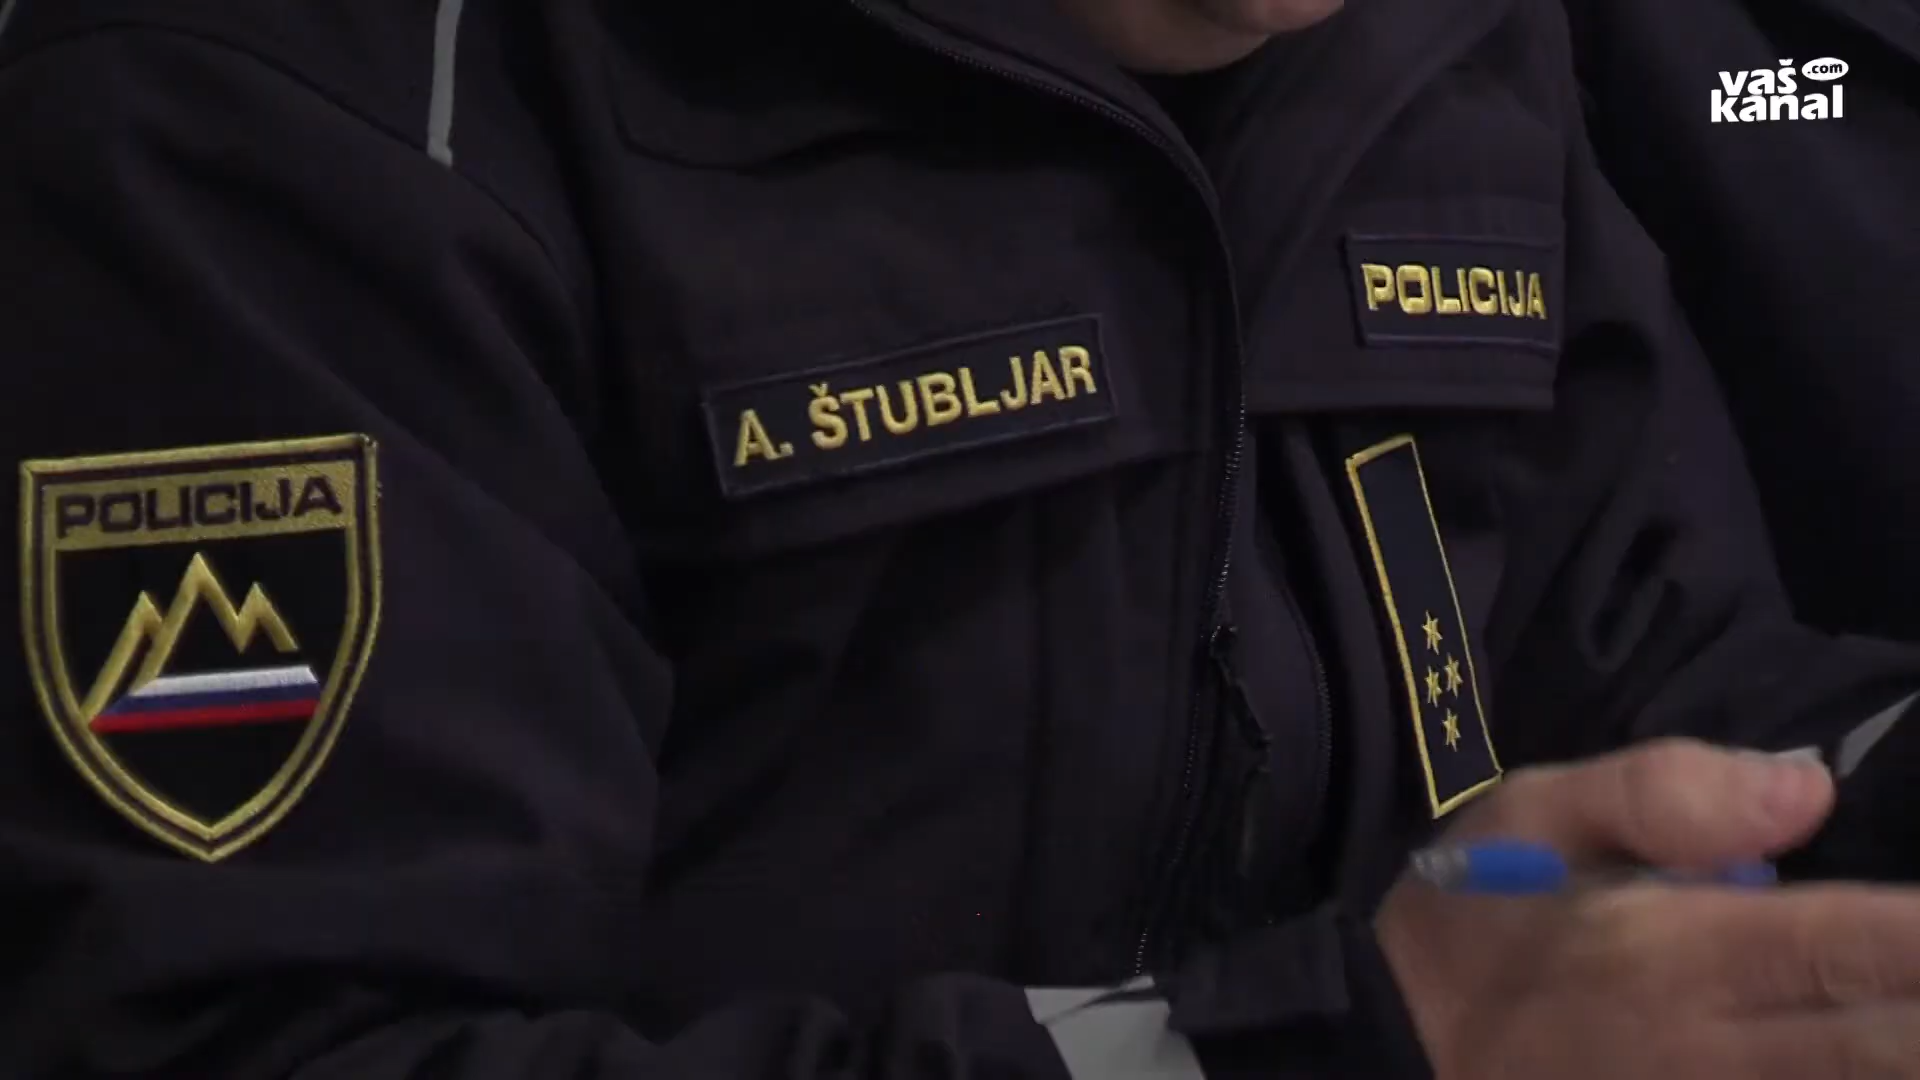 vaš.com
kanal
POLICIJA
A. ŠTUBLJAR
POLICIJA